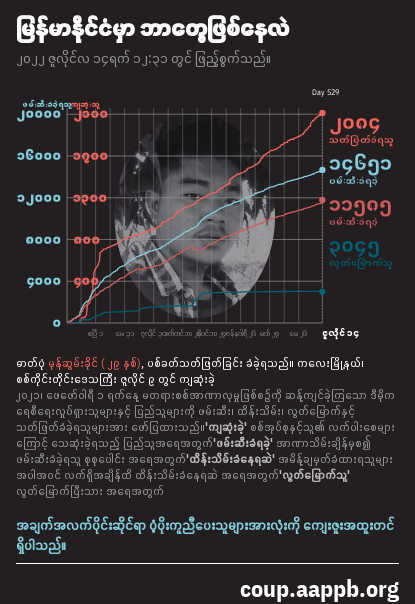 မြန်မာနိုင်ငံမှာ ဘာတွေဖြစ်နေလဲ
၂၀၂၂ ဇူလိုင်လ ၁၄ရက် ၁၂:၃၁ တွင် ဖြည့်စွက်သည်။
Day 529
ဖမ်းဆီးခံရသူ ကျဆုံးသူ
၂၀၀၀၀ ၂၁၀၀
၂၀၈၄
သတ်ဖြတ်ခံရသူ
၁၆၀၀၀ ၁၇၀၀
၁၄၆၅၁
ဖမ်းဆီးခံရ၍
၁၂၀၀၀ ၁၃၀၀
၁၁၅၈၅
ဖမ်းဆီးခံရ၍
၈၀၀၀ ၈၀၀
၃၀၄၅
လွတ်မြောက်သူ
၄၀၀၀ ၄၀၀
၀
ဧပြီ ၁ မေ ၃၁ မတ် ၂၉ မေ ၂၆ ဇူလိုင် ၁၄
ဓာတ်ပုံ မုန်ဆွမ်းခိုင် (၂၉ နှစ်), ပစ်ခတ်သတ်ဖြတ်ခြင်း ခံခဲ့ရသည်။ ကလေးမြို့နယ်၊
စစ်ကိုင်းတိုင်းဒေသကြီး ဇူလိုင် ၉ တွင် ကျဆုံးခဲ့
၂၀၂၁ ဖေဖော်ဝါရီ ၁ ရက်နေ့ မတရားစစ်အာဏာလုမှုဖြစ်စဉ်ကို ဆန့်ကျင်ခဲ့ကြသော ဒီမိုက
ရေစီရေးလှုပ်ရှားသူများနှင့် ပြည်သူများကို ဖမ်းဆီး၊ ထိန်းသိမ်း၊ လွတ်မြောက်နှင့်
သတ်ဖြတ်ခံခဲ့ရသူများအား ဖော်ပြထားသည်။'ကျဆုံးခဲ့' စစ်အုပ်စုနှင့်သူ၏ လက်ပါးစေများ
ကြောင့် သေဆုံးခဲ့ရသည့် ပြည်သူအရေအတွက်'ဖမ်းဆီးခံရခဲ့' အာဏာသိမ်းချိန်မှစ၍
ဖမ်းဆီးခံခဲ့ရသူ စုစုပေါင်း အရေအတွက်'ထိန်းသိမ်းခံနေရဆဲ' အမိန့်ချမှတ်ခံထားရသူများ
အပါအဝင် လက်ရှိအချိန်ထိ ထိန်းသိမ်းခံနေရဆဲ အရေအတွက်'လွတ်မြောက်သူ'
လွတ်မြောက်ပြီးသား အရေအတွက်
အချက်အလက်ပိုင်းဆိုင်ရာ ပံ့ပိုးကူညီပေးသူများအားလုံးကို ကျေးဇူးအထူးတင်
ရှိပါသည်။
coup.aappb.org